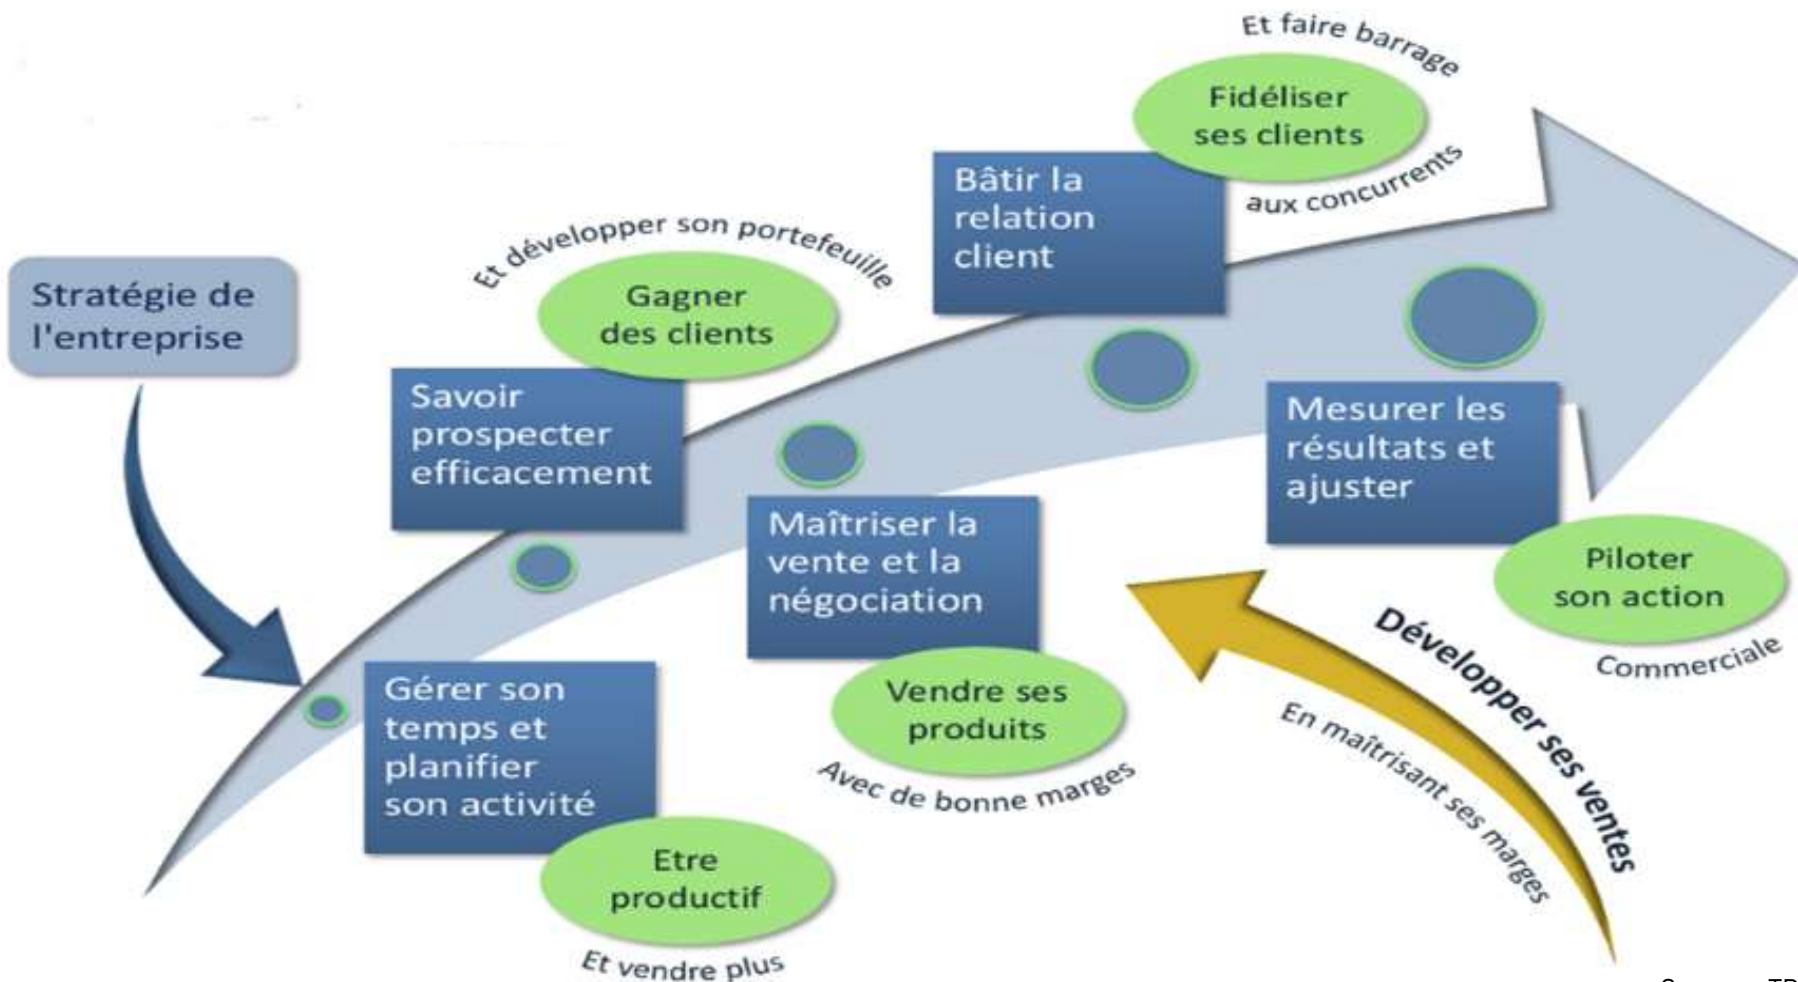 Et faire barrage
Fidéliser
ses clients
aux concurrents
Bâtir la
relation
client
Et développer son portefeuille
Gagner
des clients
Stratégie de
l'entreprise
Savoir
prospecter
efficacement
Mesurer les
résultats et
ajuster
Maîtriser la
vente et la
négociation
Piloter
son action
Commerciale
Développer ses ventes
En maîtrisant ses marges
Gérer son
temps et
planifier
son activité
Vendre ses
produits
Avec de bonne marges
Etre
productif
Et vendre plus